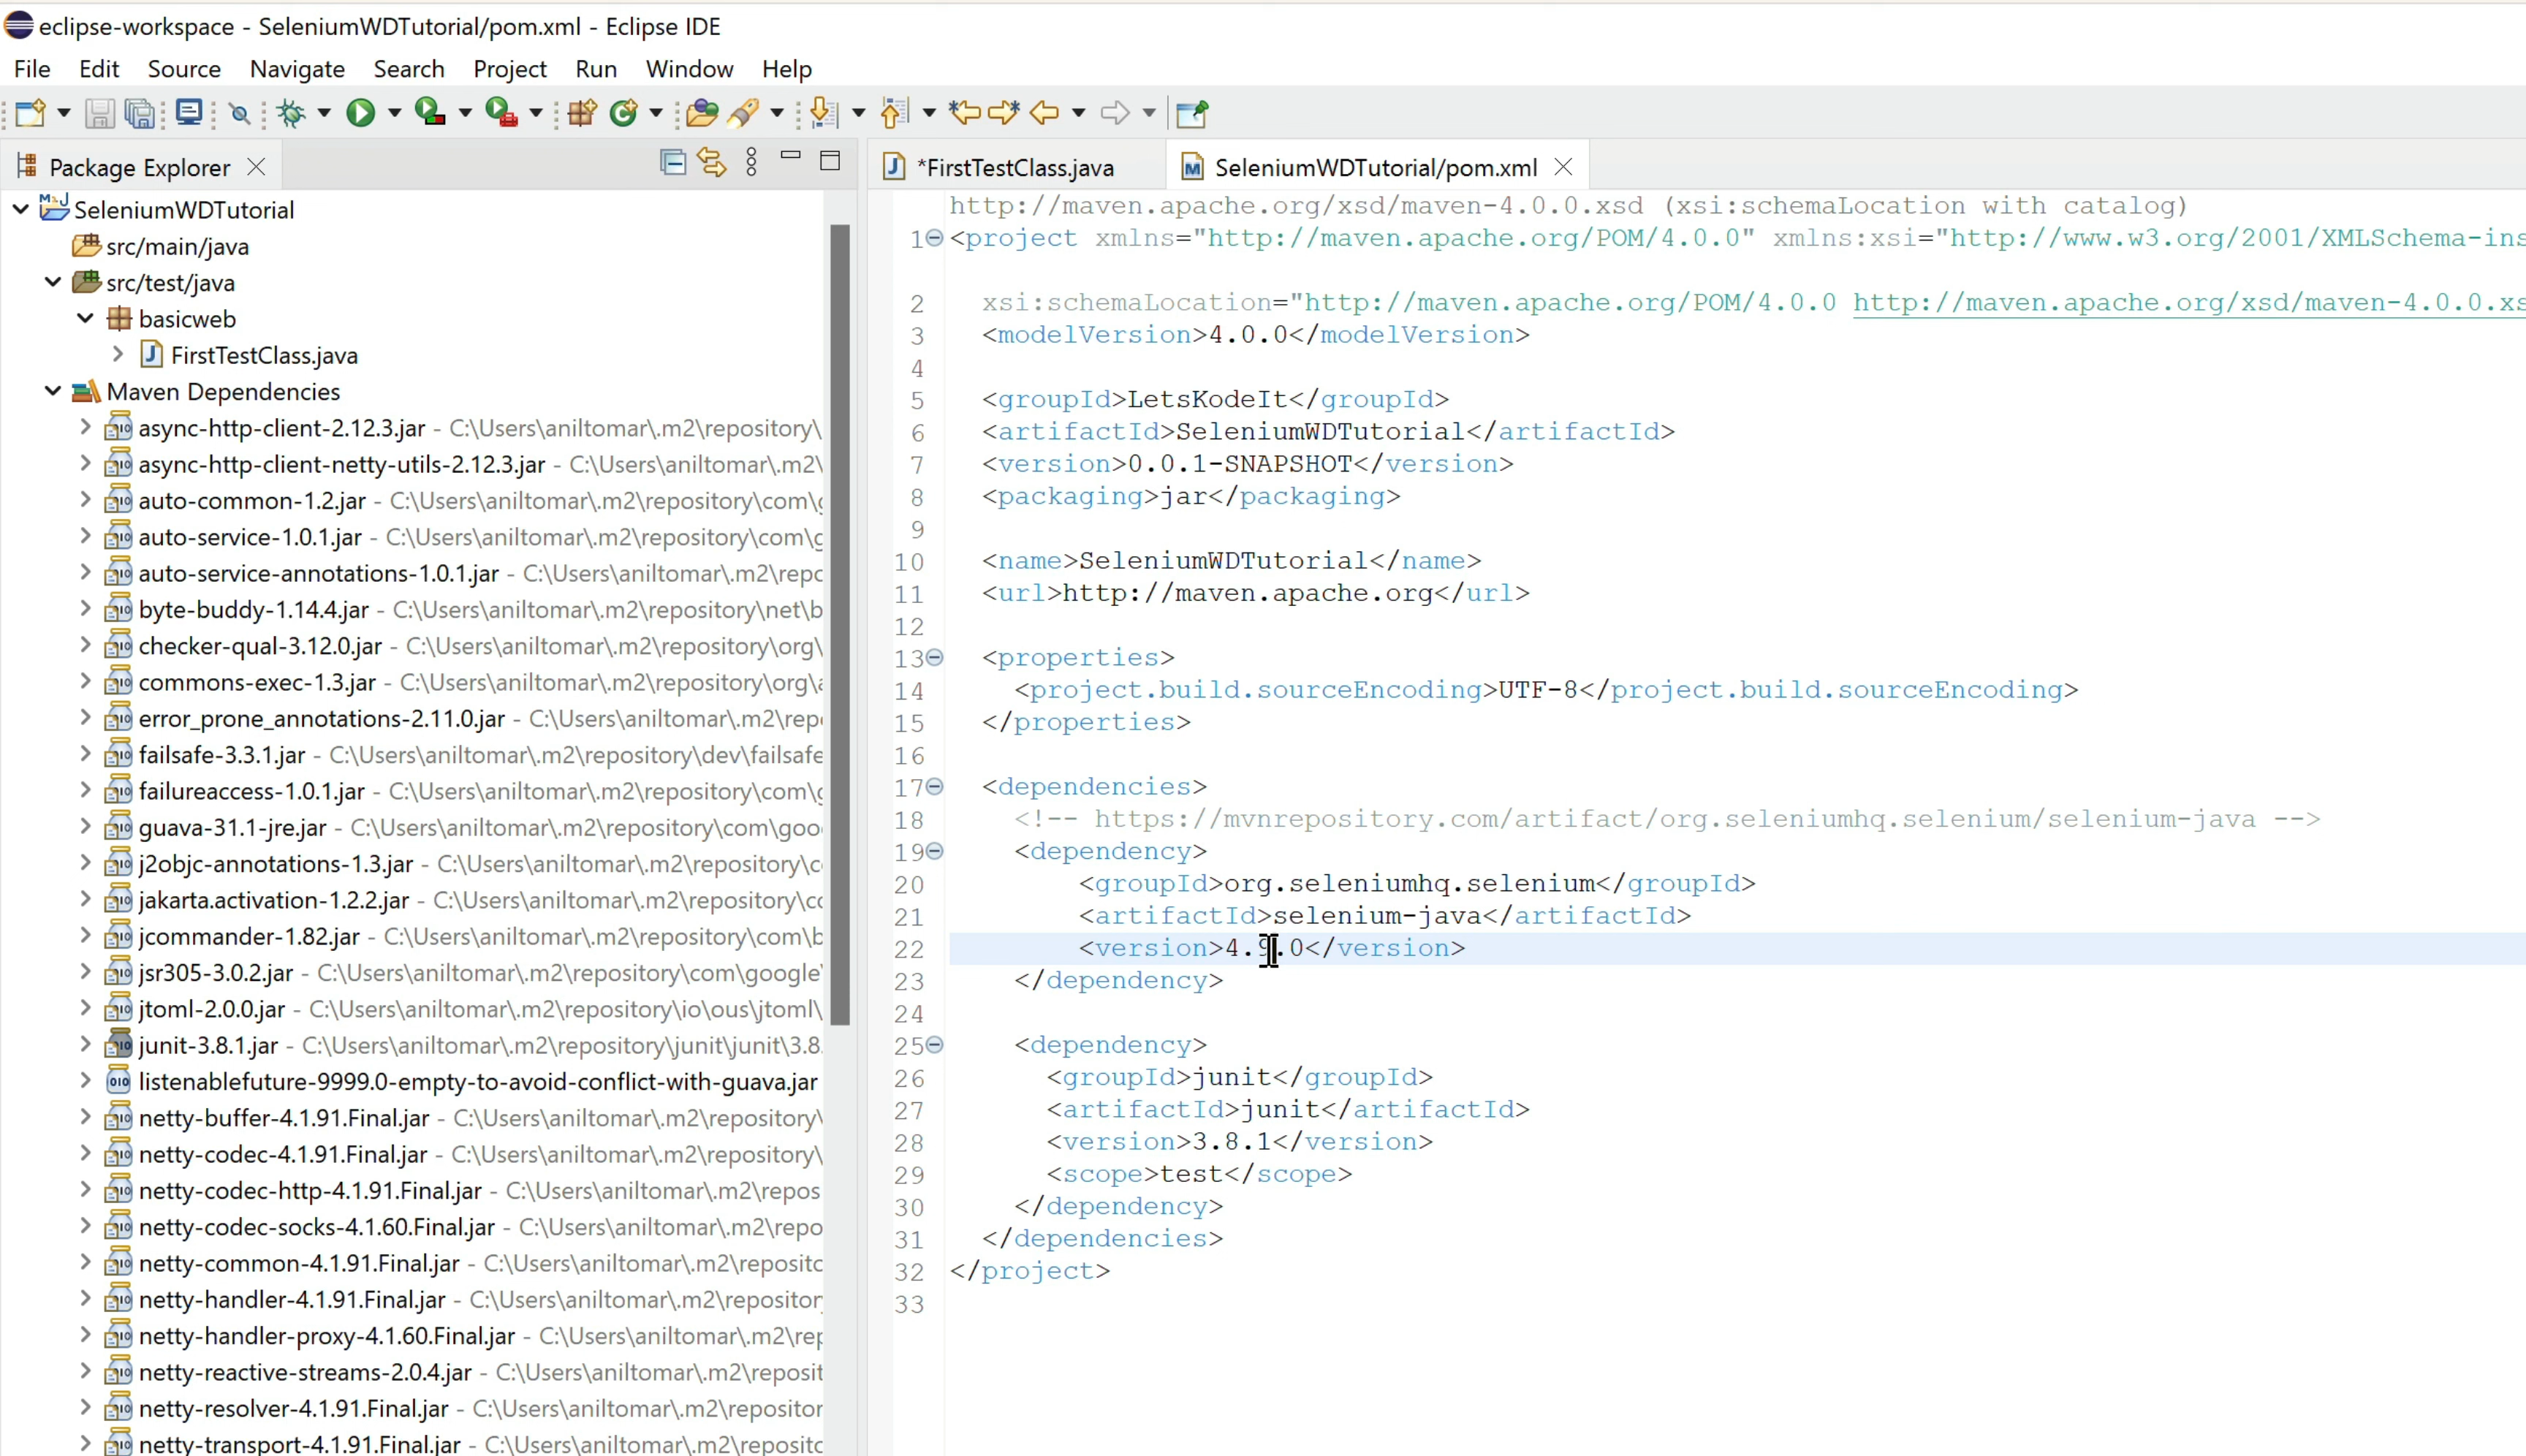 eclipse-workspace - SeleniumWDTutorial/pom.xml - Eclipse IDE
File Edit Source Navigate Search Project Run Window Help
Package Explorer
SeleniumWDTutorial
src/main/java
src/test/java
basicweb
FirstTestClass.java
Maven Dependencies
async-http-client-2.12.3.jar - C:\Users\aniltomar\.m2\repository\
async-http-client-netty-utils-2.12.3.jar - C:\Users\aniltomar\.m2\
auto-common-1.2.jar - C:\Users\aniltomar\.m2\repository\com\g
auto-service-1.0.1.jar - C:\Users\aniltomar\.m2\repository\com\g
auto-service-annotations-1.0.1.jar - C:\Users\aniltomar\.m2\repo
byte-buddy-1.14.4.jar - C:\Users\aniltomar\.m2\repository\net\b
checker-qual-3.12.0.jar - C:\Users\aniltomar\.m2\repository\org\
commons-exec-1.3.jar - C:\Users\aniltomar\.m2\repository\org\a
error_prone_annotations-2.11.0.jar - C:\Users\aniltomar\.m2\rep
failsafe-3.3.1.jar - C:\Users\aniltomar\.m2\repository\dev\failsafe
failureaccess-1.0.1.jar - C:\Users\aniltomar\.m2\repository\com\g
guava-31.1-jre.jar - C:\Users\aniltomar\.m2\repository\com\goo
j2objc-annotations-1.3.jar - C:\Users\aniltomar\.m2\repository\c
jakarta.activation-1.2.2.jar - C:\Users\aniltomar\.m2\repository\co
jcommander-1.82.jar - C:\Users\aniltomar\.m2\repository\com\b
jsr305-3.0.2.jar - C:\Users\aniltomar\.m2\repository\com\google
jtoml-2.0.0.jar - C:\Users\aniltomar\.m2\repository\io\ous\jtoml\
junit-3.8.1.jar - C:\Users\aniltomar\.m2\repository\junit\junit\3.8.
listenablefuture-9999.0-empty-to-avoid-conflict-with-guava.jar
netty-buffer-4.1.91.Final.jar - C:\Users\aniltomar\.m2\repository\
netty-codec-4.1.91.Final.jar - C:\Users\aniltomar\.m2\repository\
netty-codec-http-4.1.91.Final.jar - C:\Users\aniltomar\.m2\repos
netty-codec-socks-4.1.60.Final.jar - C:\Users\aniltomar\.m2\repo
netty-common-4.1.91.Final.jar - C:\Users\aniltomar\.m2\reposito
netty-handler-4.1.91.Final.jar - C:\Users\aniltomar\.m2\repositor
netty-handler-proxy-4.1.60.Final.jar - C:\Users\aniltomar\.m2\rep
netty-reactive-streams-2.0.4.jar - C:\Users\aniltomar\.m2\reposit
netty-resolver-4.1.91.Final.jar - C:\Users\aniltomar\.m2\repositor
netty-transport-4.1.91.Final.jar - C:\Users\aniltomar\.m2\reposito
*FirstTestClass.java SeleniumWDTutorial/pom.xml
http://maven.apache.org/xsd/maven-4.0.0.xsd (xsi:schemaLocation with catalog)
1 <project xmlns="http://maven.apache.org/POM/4.0.0" xmlns:xsi="http://www.w3.org/2001/XMLSchema-ins
2 xsi:schemaLocation="http://maven.apache.org/POM/4.0.0 http://maven.apache.org/xsd/maven-4.0.0.xs
3 <modelVersion>4.0.0</modelVersion>
4
5 <groupId>LetsKodeIt</groupId>
6 <artifactId>SeleniumWDTutorial</artifactId>
7 <version>0.0.1-SNAPSHOT</version>
8 <packaging>jar</packaging>
9
10 <name>SeleniumWDTutorial</name>
11 <url>http://maven.apache.org</url>
12
13 <properties>
14 <project.build.sourceEncoding>UTF-8</project.build.sourceEncoding>
15 </properties>
16
17 <dependencies>
18 <!-- https://mvnrepository.com/artifact/org.seleniumhq.selenium/selenium-java -->
19 <dependency>
20 <groupId>org.seleniumhq.selenium</groupId>
21 <artifactId>selenium-java</artifactId>
22 <version>4.9.0</version>
23 </dependency>
24
25 <dependency>
26 <groupId>junit</groupId>
27 <artifactId>junit</artifactId>
28 <version>3.8.1</version>
29 <scope>test</scope>
30 </dependency>
31 </dependencies>
32 </project>
33